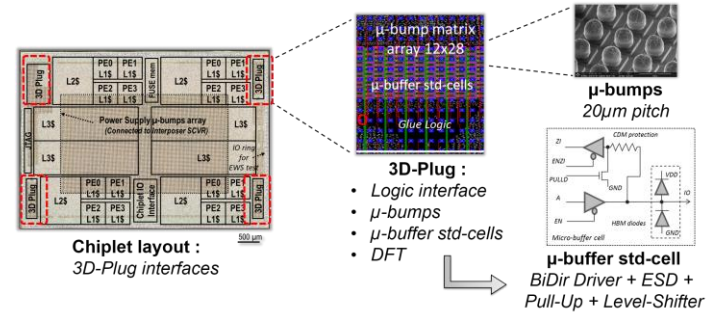 3D Plug
L2$
PE0 PE1
L1$ L1$
PE2 PE3
L1$ L1$
FUSE mem
L2$
PE0 PE1
L1$ L1$
PE2 PE3
L1$ L1$
3D Plug
JTAG
L3$
L3$
L3$
Power Supply µ-bumps array
(Connected to Interposer SCVR)
IO ring
for
EWS test
3D Plug
L2$
PE0 PE1
L1$ L1$
PE2 PE3
L1$ L1$
Chiplet IO
Interface
L2$
PE0 PE1
L1$ L1$
PE2 PE3
L1$ L1$
3D Plug
500 µm
Chiplet layout :
3D-Plug interfaces
µ-bump matrix
array 12x28
µ-buffer std-cells
Glue Logic
3D-Plug :
• Logic interface
• µ-bumps
• µ-buffer std-cells
• DFT
µ-bumps
20µm pitch
CDM protection
ZI
ENZI
PULLD
GND
VDD
IO
A
EN
HBM diodes
GND
Micro-buffer cell
µ-buffer std-cell
BiDir Driver + ESD +
Pull-Up + Level-Shifter